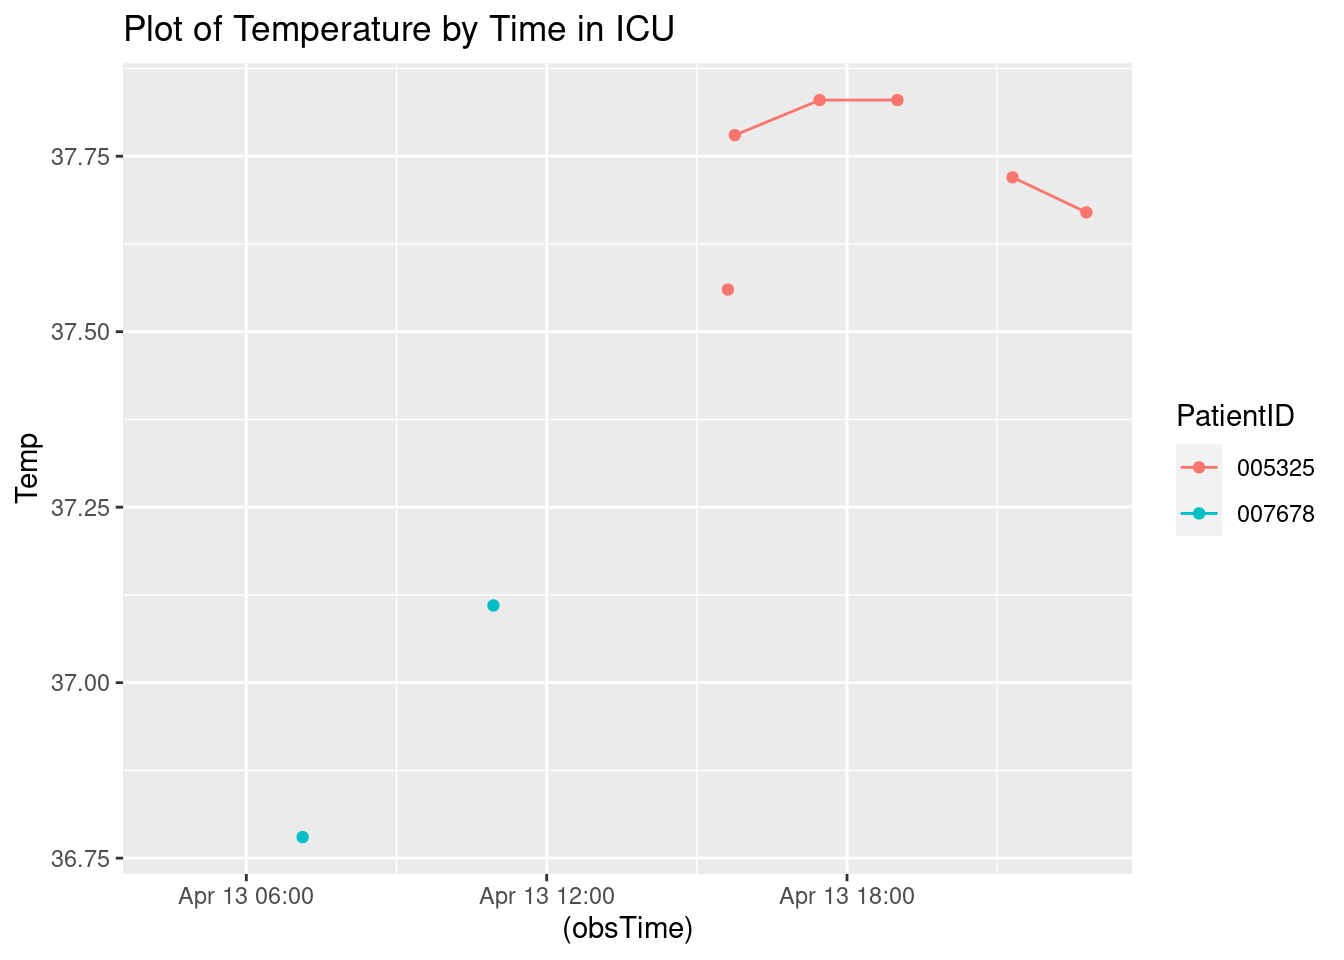 Plot of Temperature by Time in ICU
37.75
37.50
37.25
37.00
36.75
Temp
Apr 13 06:00
Apr 13 12:00
Apr 13 18:00
(obsTime)
PatientID
005325
007678